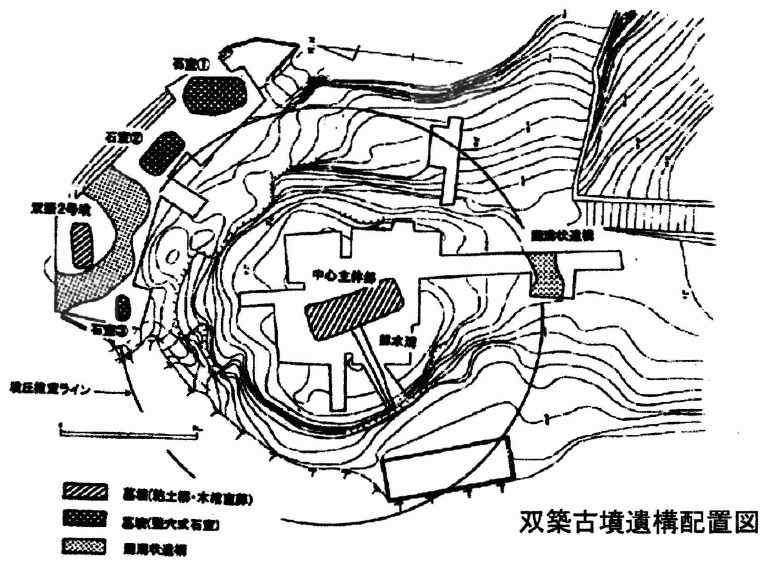 石室①
石室②
双築2号墳
周溝状遺構
中心主体部
排水溝
石室③
墳丘推定ライン
墓壙(粘土槨・木棺直葬)
墓壙(竪穴式石室)
周溝状遺構
双築古墳遺構配置図